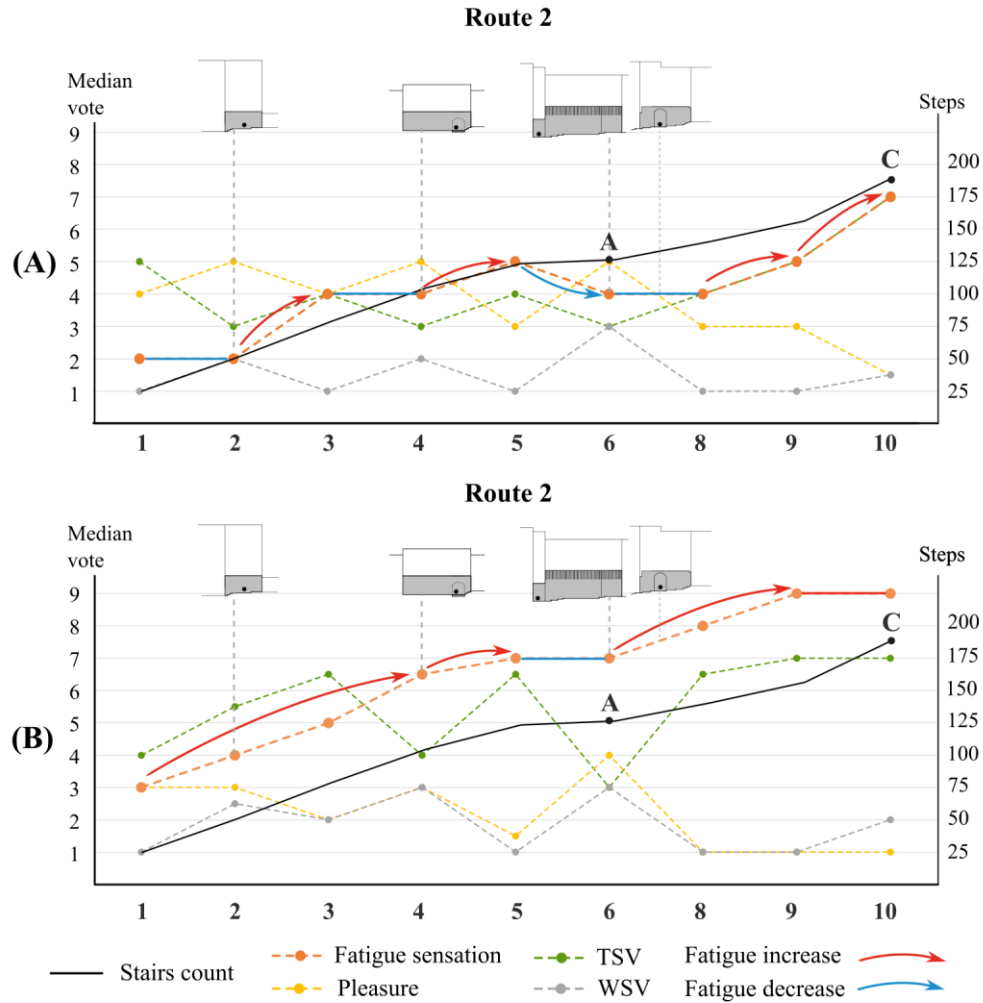 Route 2
Median
vote
Steps
9
8
7
6
5
4
3
2
1
200
175
150
125
100
75
50
25
(A)
A
C
1 2 3 4 5 6 8 9 10
Route 2
Median
vote
Steps
9
8
7
6
5
4
3
2
1
200
175
150
125
100
75
50
25
(B)
A
C
1 2 3 4 5 6 8 9 10
Stairs count
Fatigue sensation
Pleasure
TSV
WSV
Fatigue increase
Fatigue decrease